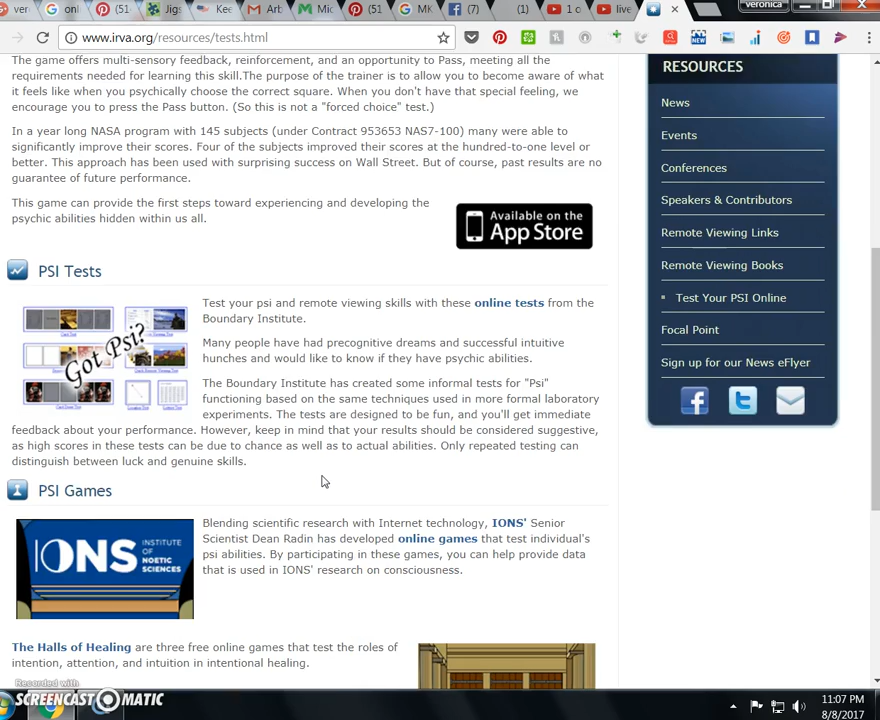 ver
onl
(51
Jigs
Kee
Arb
Mic
(51
MK
(7)
1 o
live
veronica
www.irva.org/resources/tests.html
(1)
NEW
The game offers multi-sensory feedback, reinforcement, and an opportunity to Pass, meeting all the
requirements needed for learning this skill.The purpose of the trainer is to allow you to become aware of what
it feels like when you psychically choose the correct square. When you don't have that special feeling, we
encourage you to press the Pass button. (So this is not a "forced choice" test.)
In a year long NASA program with 145 subjects (under Contract 953653 NAS7-100) many were able to
significantly improve their scores. Four of the subjects improved their scores at the hundred-to-one level or
better. This approach has been used with surprising success on Wall Street. But of course, past results are no
guarantee of future performance.
This game can provide the first steps toward experiencing and developing the
psychic abilities hidden within us all.
Available on the
App Store
PSI Tests
Got Psi?
Test your psi and remote viewing skills with these online tests from the
Boundary Institute.
Many people have had precognitive dreams and successful intuitive
hunches and would like to know if they have psychic abilities.
The Boundary Institute has created some informal tests for "Psi"
functioning based on the same techniques used in more formal laboratory
experiments. The tests are designed to be fun, and you'll get immediate
feedback about your performance. However, keep in mind that your results should be considered suggestive,
as high scores in these tests can be due to chance as well as to actual abilities. Only repeated testing can
distinguish between luck and genuine skills.
PSI Games
IONS
INSTITUTE
OF
NOETIC
SCIENCES
Blending scientific research with Internet technology, IONS' Senior
Scientist Dean Radin has developed online games that test individual's
psi abilities. By participating in these games, you can help provide data
that is used in IONS' research on consciousness.
The Halls of Healing are three free online games that test the roles of
intention, attention, and intuition in intentional healing.
RESOURCES
News
Events
Conferences
Speakers & Contributors
Remote Viewing Links
Remote Viewing Books
Test Your PSI Online
Focal Point
Sign up for our News eFlyer
Recorded with
SCREENCAST MATIC
11:07 PM
8/8/2017